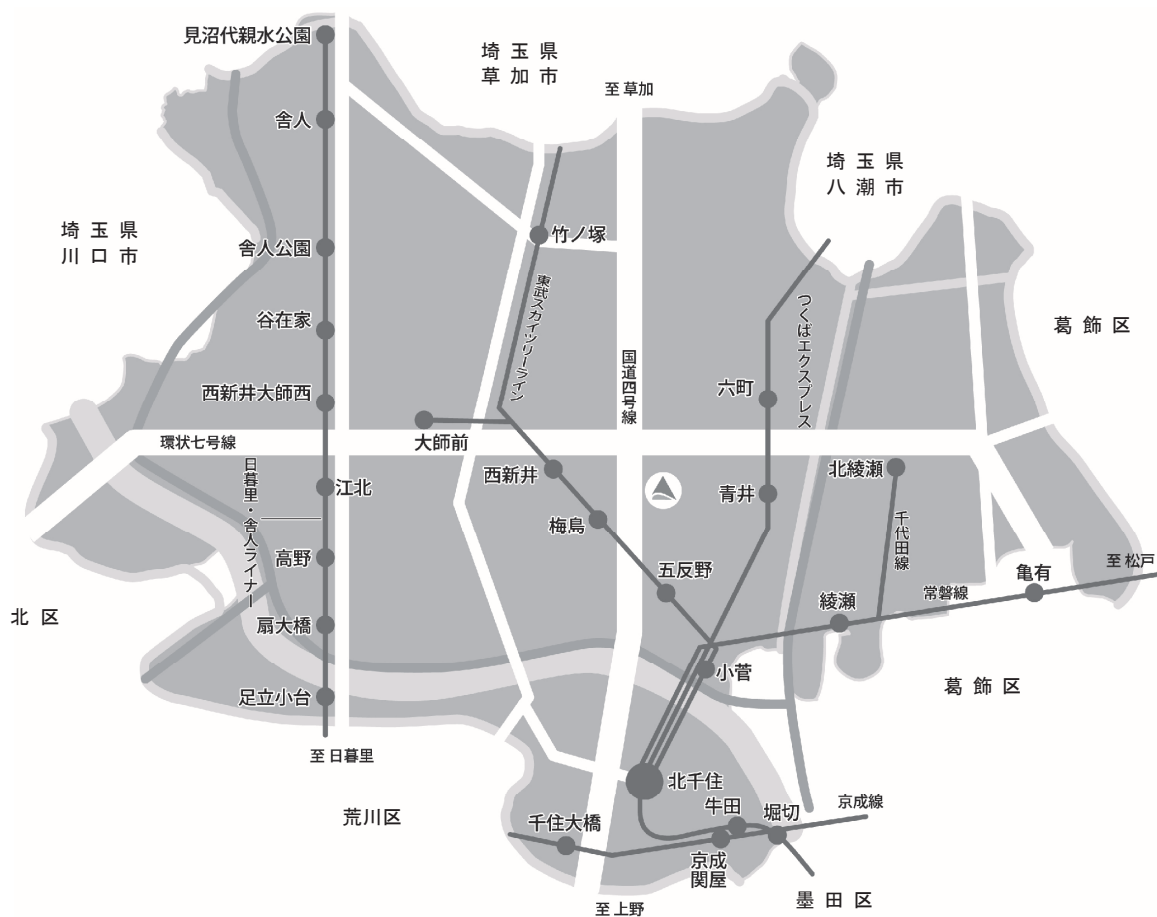 見沼代親水公園
埼玉県
草加市
至 草加
舎人
埼玉県
八潮市
埼玉県
川口市
舎人公園
竹ノ塚
東武スカイツリーライン
つくばエクスプレス
谷在家
葛飾区
国道四号線
六町
西新井大師西
環状七号線
大師前
西新井
北綾瀬
日暮里・舎人ライナー
江北
青井
梅島
千代田線
高野
五反野
至 松戸
亀有
常磐線
綾瀬
北区
扇大橋
小菅
葛飾区
足立小台
至 日暮里
北千住
牛田
堀切
京成線
荒川区
千住大橋
京成
関屋
墨田区
至 上野